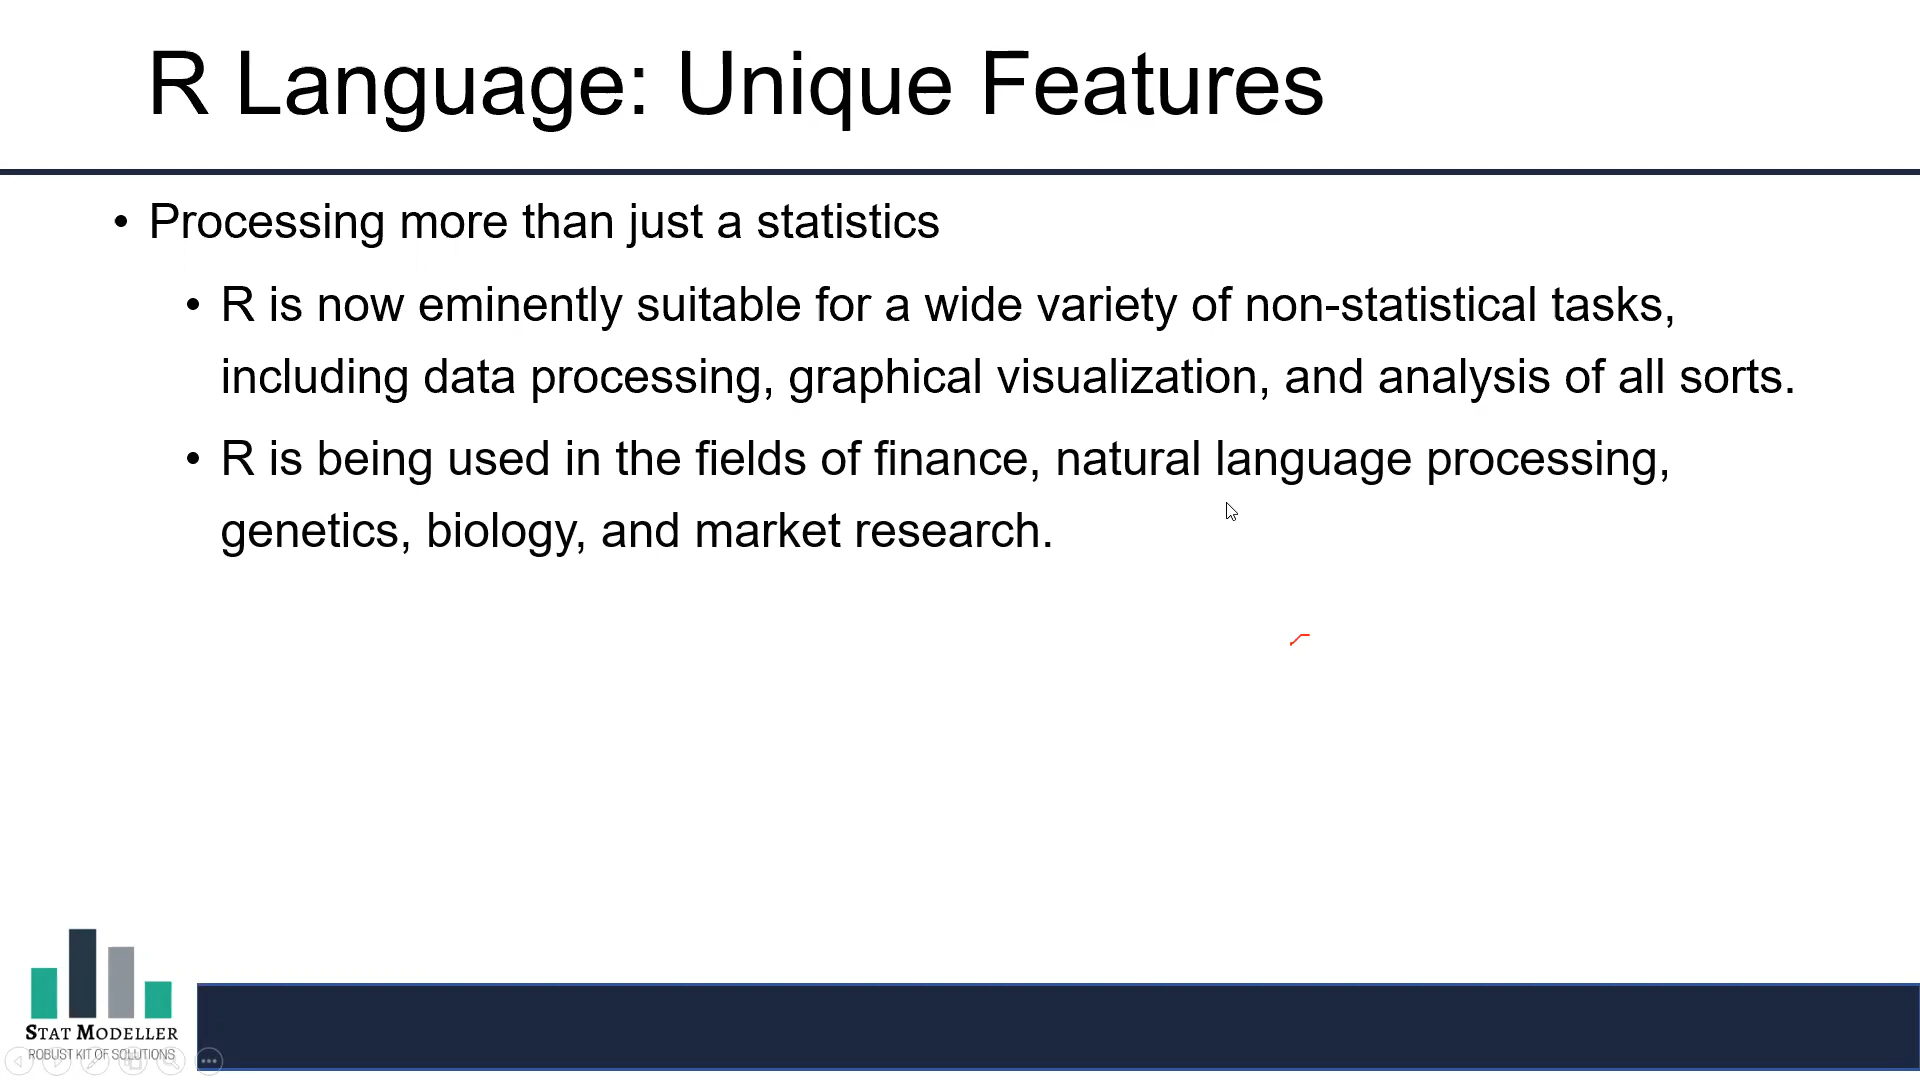 R Language: Unique Features
• Processing more than just a statistics
• R is now eminently suitable for a wide variety of non-statistical tasks,
including data processing, graphical visualization, and analysis of all sorts.
• R is being used in the fields of finance, natural language processing,
genetics, biology, and market research.
STAT MODELLER
ROBUST KIT OF SOLUTIONS